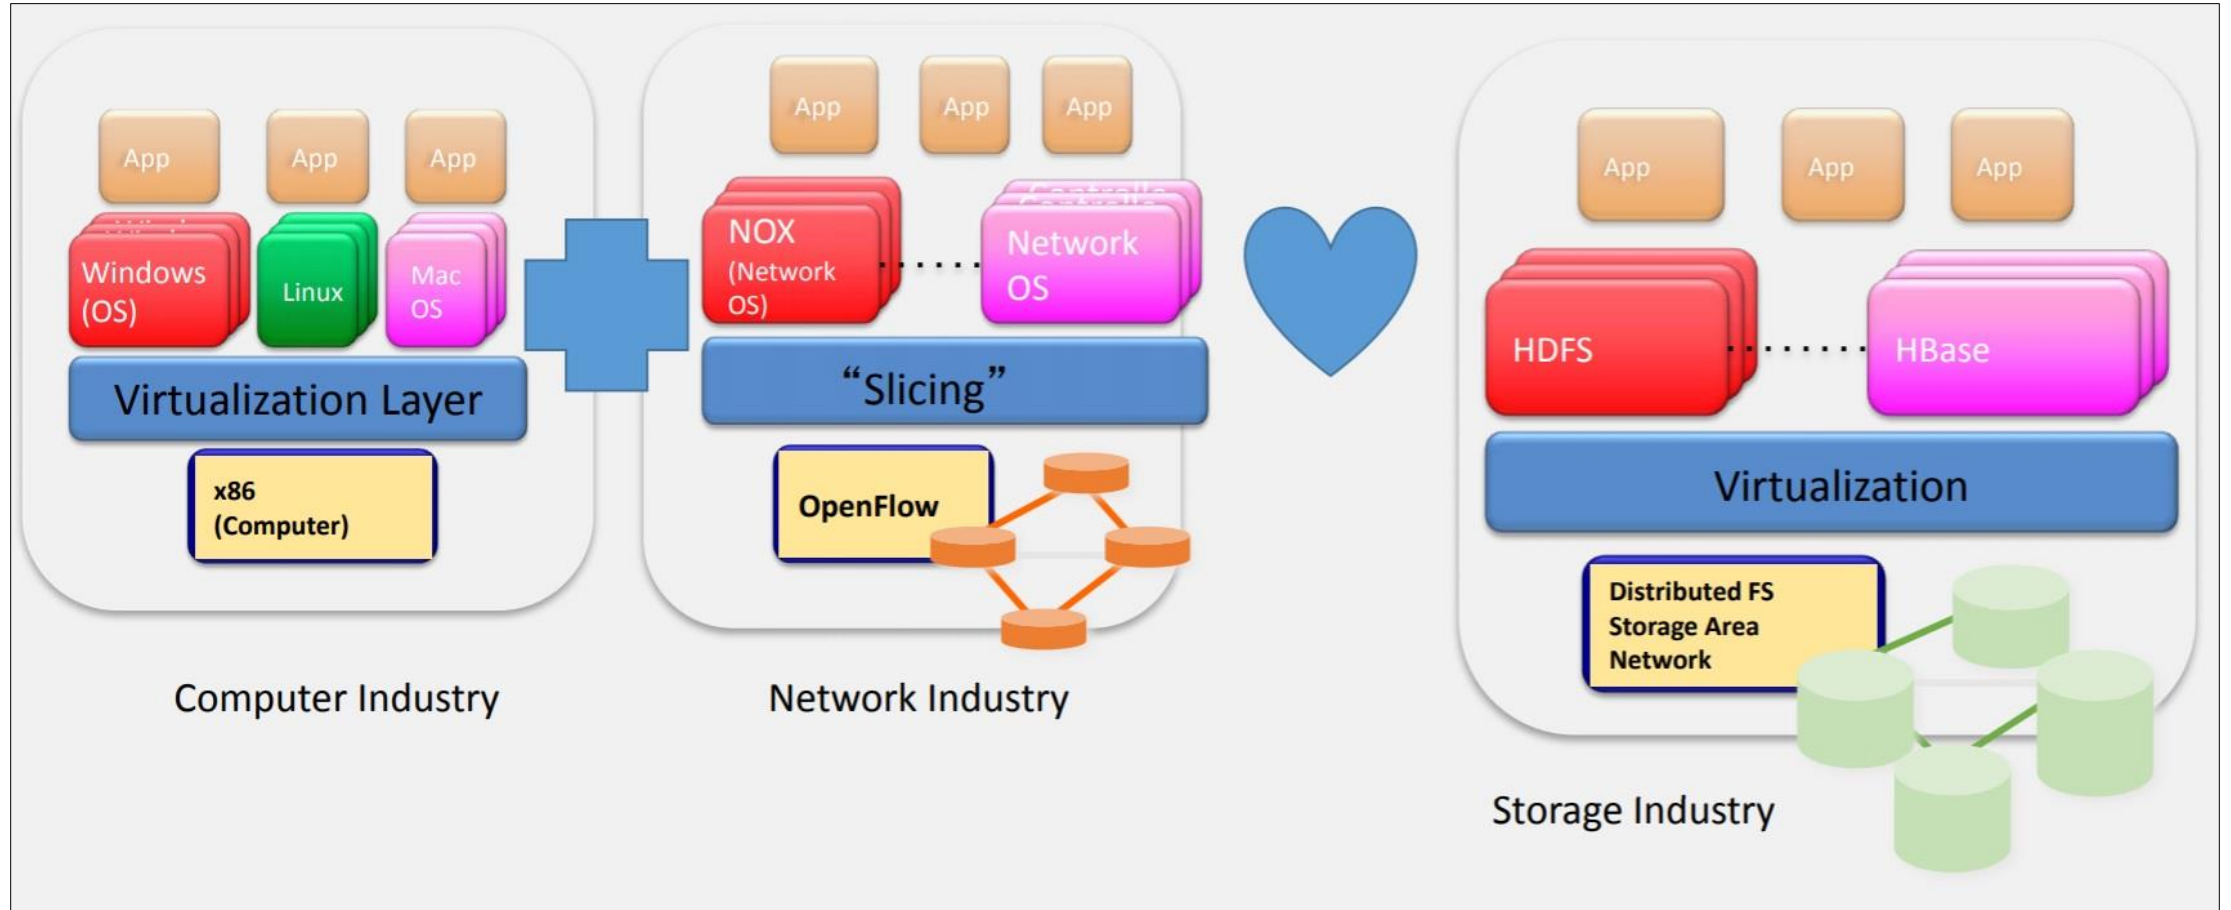 App
App
App
Windows
(OS)
Linux
Mac
OS
Virtualization Layer
x86
(Computer)
Computer Industry
App
App
App
NOX
(Network
OS)
......
Network
OS
“Slicing”
OpenFlow
Network Industry
App
App
App
HDFS
........
HBase
Virtualization
Distributed FS
Storage Area
Network
Storage Industry